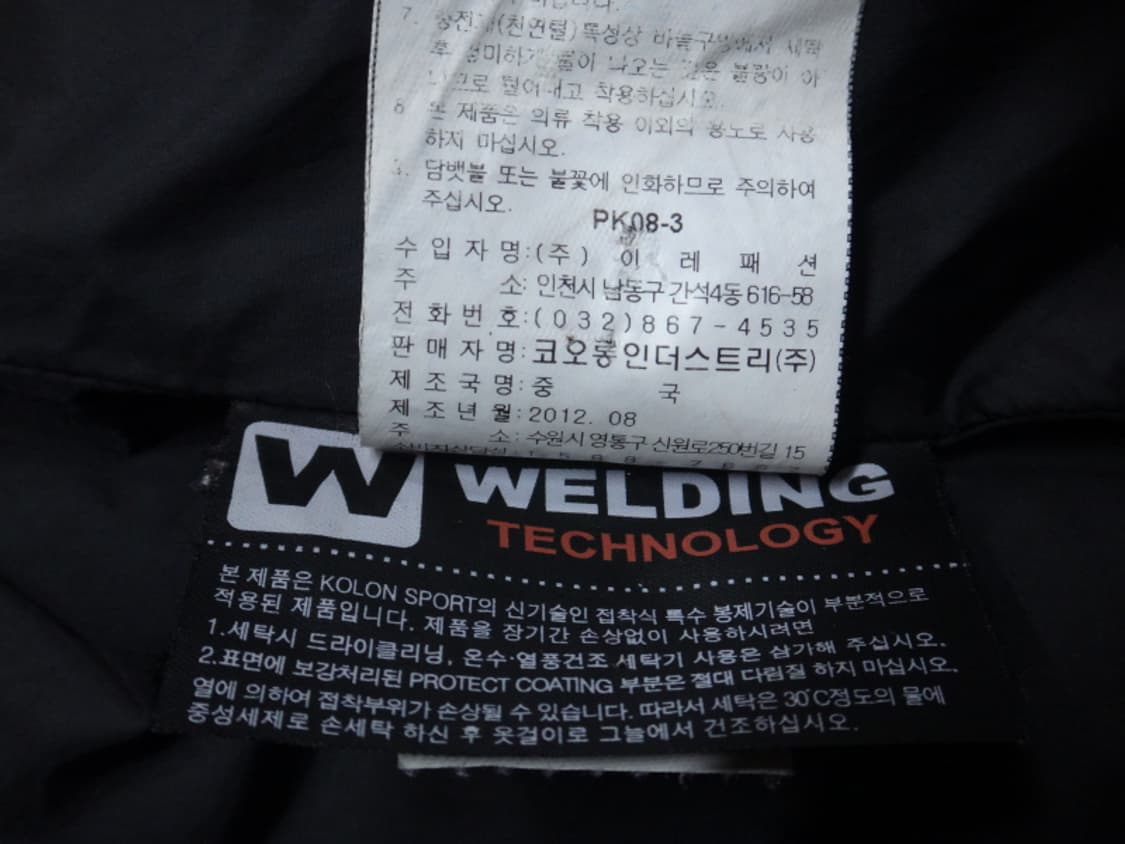 7. 충전재(천연털)특성상 바늘구멍에서 세탁
후 경미하게 털이 나오는 것은 불량이 아
니므로 털어내고 착용하십시오.
8. 본 제품은 의류 착용 이외의 용도로 사용
하지 마십시오.
담뱃불 또는 불꽃에 인화하므로 주의하여
주십시오.
PK08-3
수 입 자 명:(주) 이 레 패 션
주 소: 인천시 남동구 간석4동 616-58
전 화 번 호:(032)867-4535
판 매 자 명: 코오롱인더스트리(주)
제 조 국 명: 중 국
제 조 년 월: 2012. 08
주 소: 수원시 영통구 신원로250번길 15
W WELDING
TECHNOLOGY
본 제품은 KOLON SPORT의 신기술인 접착식 특수 봉제기술이 부분적으로
적용된 제품입니다. 제품을 장기간 손상없이 사용하시려면
1.세탁시 드라이클리닝, 온수·열풍건조 세탁기 사용은 삼가해 주십시오.
2.표면에 보강처리된 PROTECT COATING 부분은 절대 다림질 하지 마십시오.
열에 의하여 접착부위가 손상될 수 있습니다. 따라서 세탁은 30℃정도의 물에
중성세제로 손세탁 하신 후 옷걸이로 그늘에서 건조하십시오.